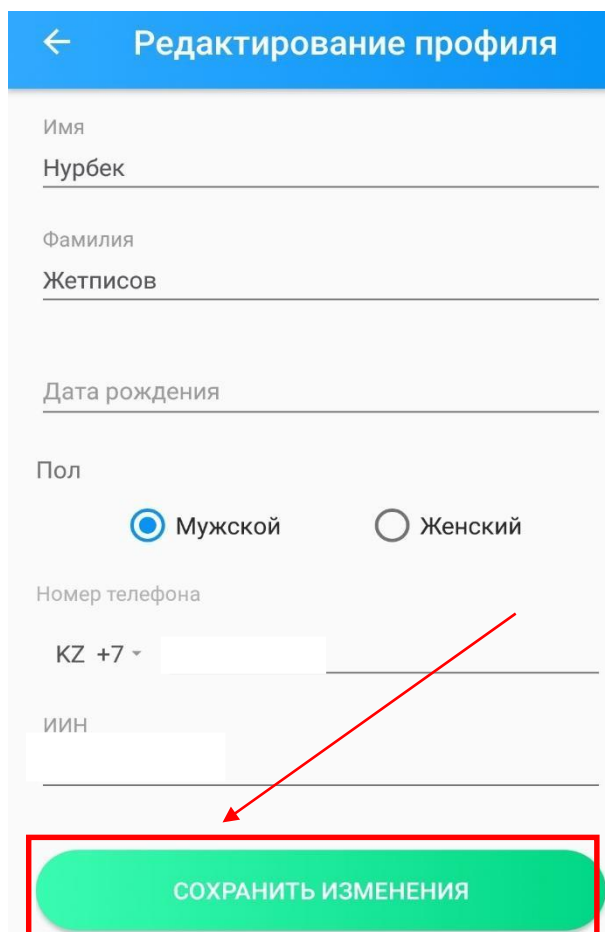 Редактирование профиля
Имя
Нурбек
Фамилия
Жетписов
Дата рождения
Пол
Мужской Женский
Номер телефона
KZ +7
ИИН
СОХРАНИТЬ ИЗМЕНЕНИЯ